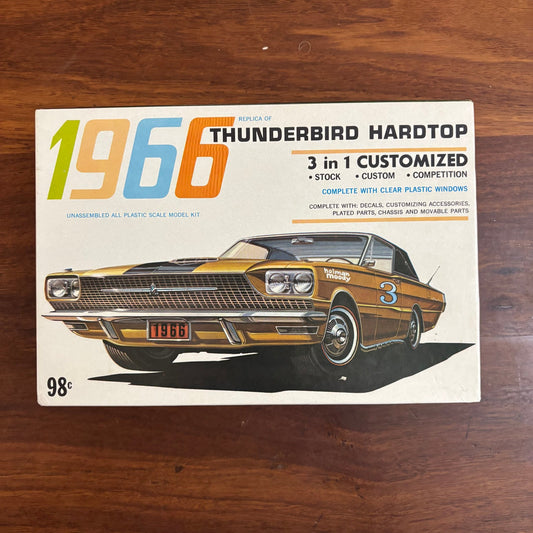 1966
REPLICA OF
THUNDERBIRD HARDTOP
3 in 1 CUSTOMIZED
• STOCK • CUSTOM • COMPETITION
COMPLETE WITH CLEAR PLASTIC WINDOWS
COMPLETE WITH: DECALS, CUSTOMIZING ACCESSORIES,
PLATED PARTS, CHASSIS AND MOVABLE PARTS
UNASSEMBLED ALL PLASTIC SCALE MODEL KIT
holman
moody
3
1966
98c